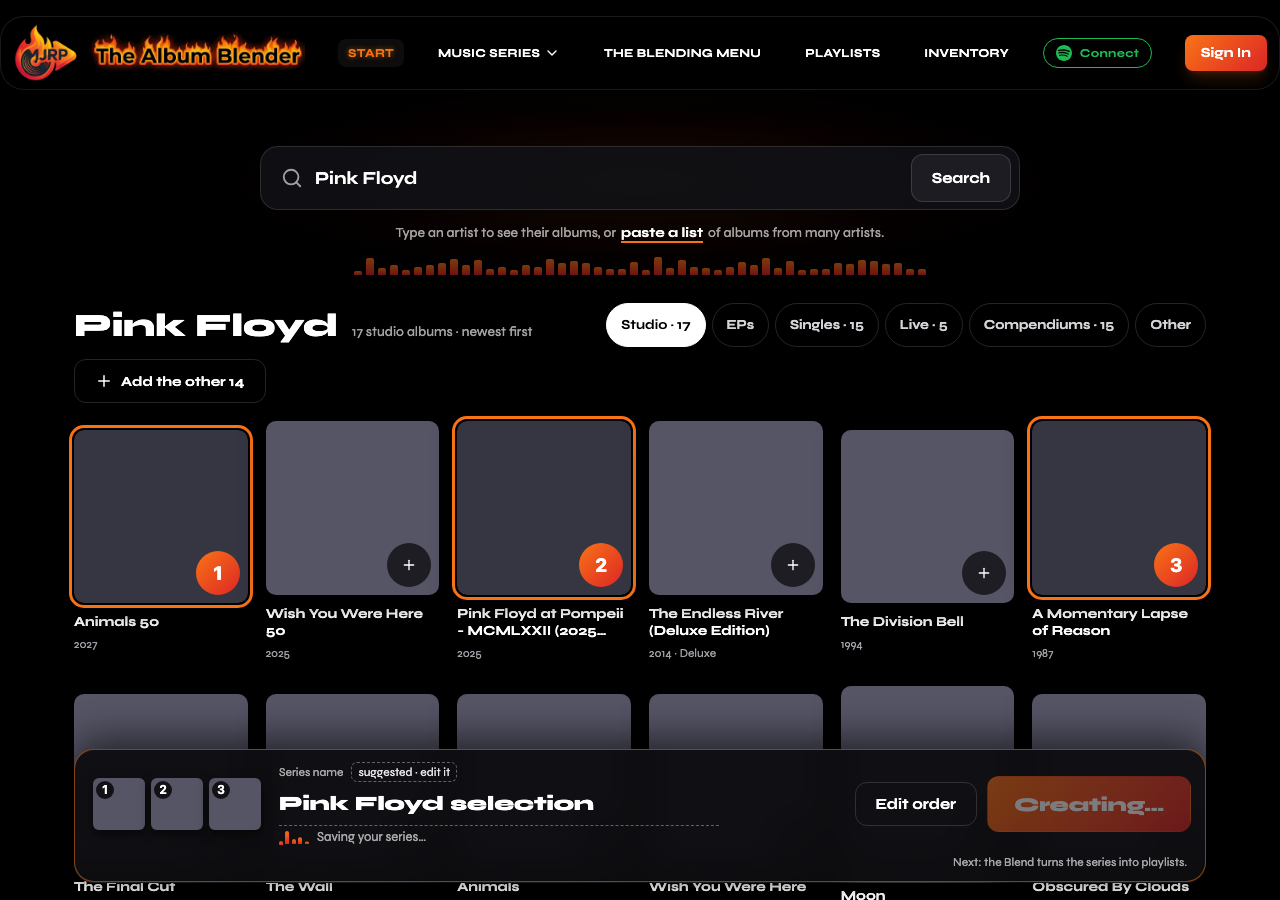 JRP The Album Blender START MUSIC SERIES THE BLENDING MENU PLAYLISTS INVENTORY Connect Sign In
Pink Floyd Search
Type an artist to see their albums, or paste a list of albums from many artists.
Pink Floyd 17 studio albums · newest first Studio · 17 EPs Singles · 15 Live · 5 Compendiums · 15 Other
+ Add the other 14
1 + 2 + + 3
Animals 50
2027
Wish You Were Here
50
2025
Pink Floyd at Pompeii
- MCMLXXII (2025...
2025
The Endless River
(Deluxe Edition)
2014 · Deluxe
The Division Bell
1994
A Momentary Lapse
of Reason
1987
1 2 3
Series name suggested · edit it
Pink Floyd selection
Saving your series...
Edit order Creating...
Next: the Blend turns the series into playlists.
The Final Cut The Wall Animals Wish You Were Here Moon Obscured By Clouds